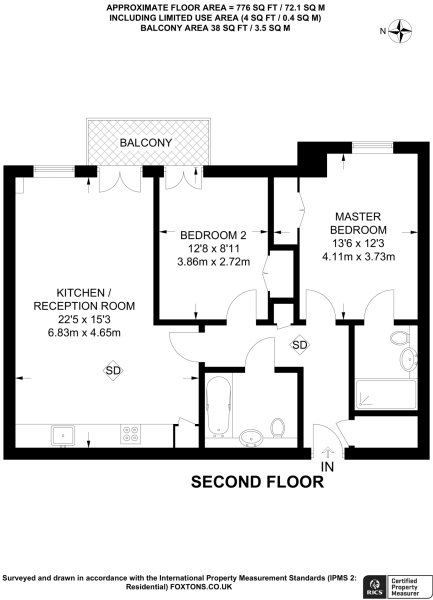 APPROXIMATE FLOOR AREA = 776 SQ FT / 72.1 SQ M
INCLUDING LIMITED USE AREA (4 SQ FT / 0.4 SQ M)
BALCONY AREA 38 SQ FT / 3.5 SQ M
N
BALCONY
BEDROOM 2
12'8 x 8'11
3.86m x 2.72m
MASTER
BEDROOM
13'6 x 12'3
4.11m x 3.73m
KITCHEN /
RECEPTION ROOM
22'5 x 15'3
6.83m x 4.65m
SD
SD
IN
SECOND FLOOR
Surveyed and drawn in accordance with the International Property Measurement Standards (IPMS 2:
Residential) FOXTONS.CO.UK
RICS
Certified
Property
Measurer